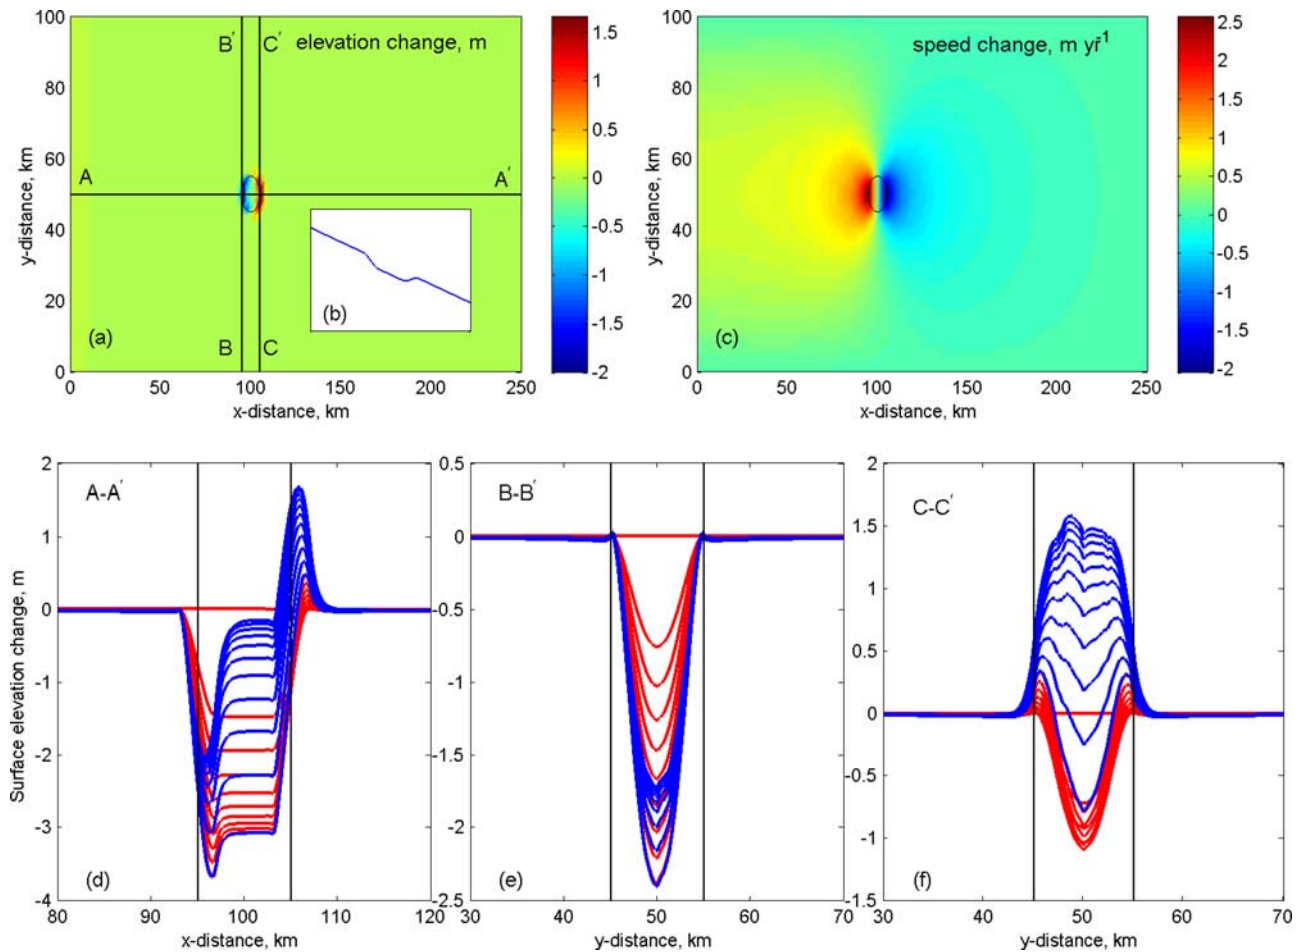 100
80
60
40
20
0
y-distance, km
B′ C′ elevation change, m
A A′
(b)
(a) B C
0 50 100 150 200 250
x-distance, km
1.5
1
0.5
0
-0.5
-1
-1.5
-2
100
80
60
40
20
0
y-distance, km
speed change, m yr⁻¹
(c)
0 50 100 150 200 250
x-distance, km
2.5
2
1.5
1
0.5
0
-0.5
-1
-1.5
-2
2
1
0
-1
-2
-3
-4
Surface elevation change, m
A-A′
(d)
80 90 100 110 120
x-distance, km
0.5
0
-0.5
-1
-1.5
-2
-2.5
B-B′
(e)
30 40 50 60 70
y-distance, km
2
1.5
1
0.5
0
-0.5
-1
-1.5
C-C′
(f)
30 40 50 60 70
y-distance, km